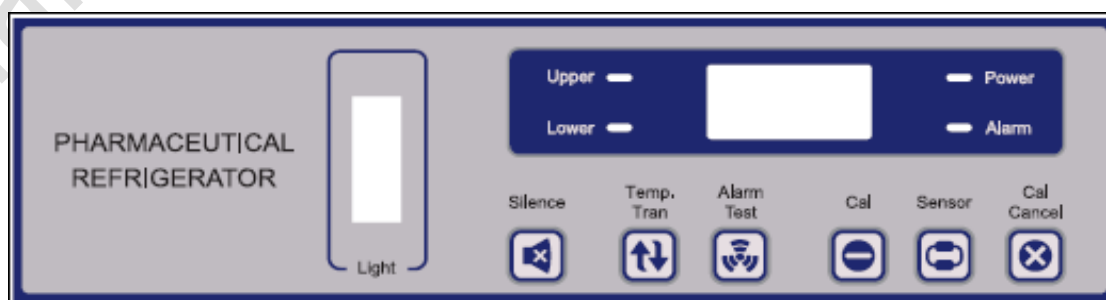 PHARMACEUTICAL
REFRIGERATOR
Light
Upper
Lower
Power
Alarm
Silence
Temp.
Tran
Alarm
Test
Cal
Sensor
Cal
Cancel